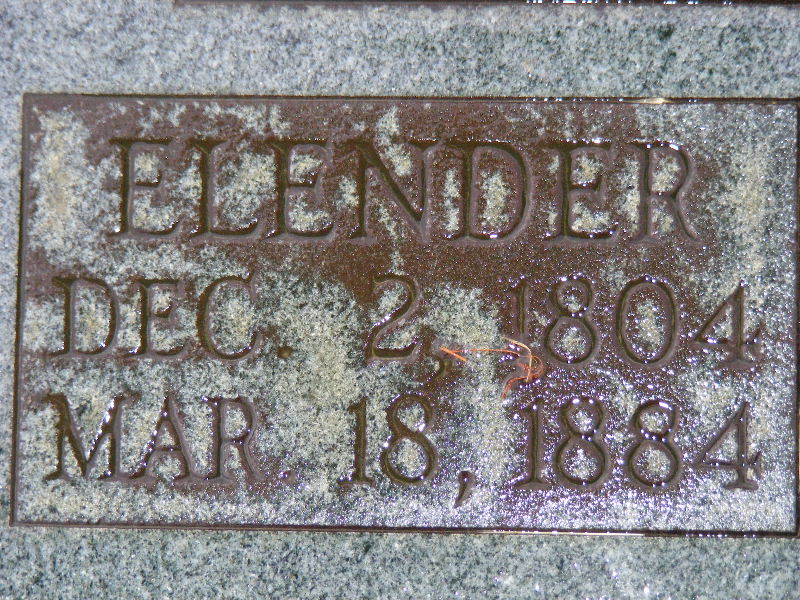 ELENDER
DEC. 2, 1804
MAR. 18, 1884